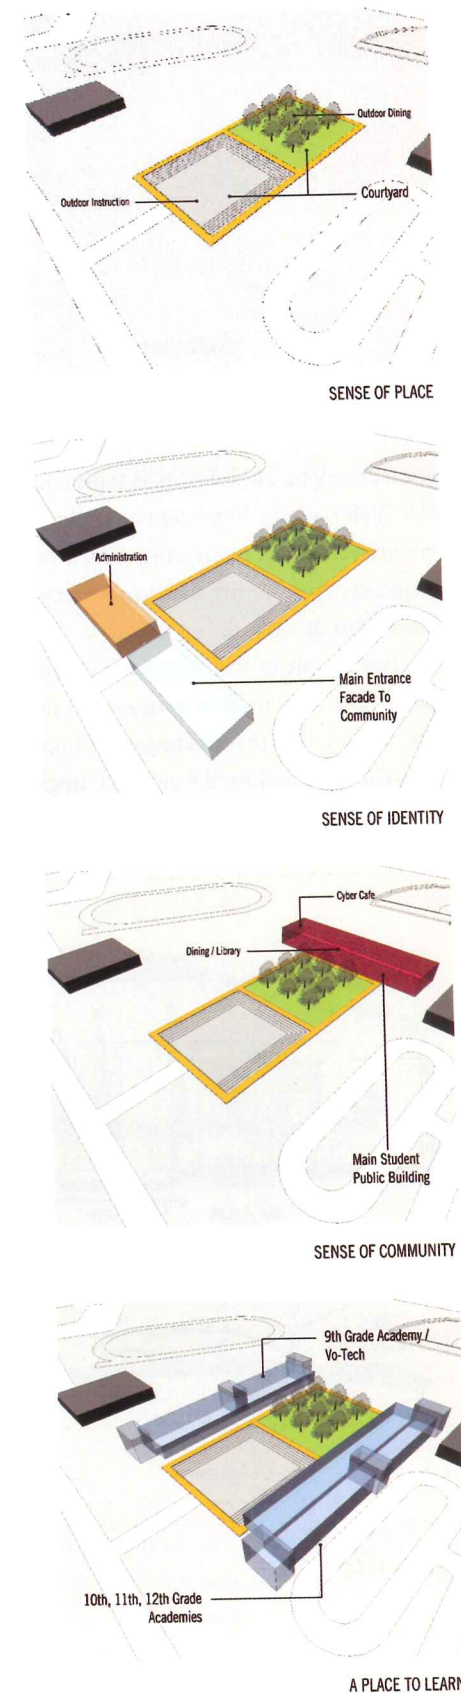 Outdoor Dining
Courtyard
Outdoor Instruction
SENSE OF PLACE
Administration
Main Entrance
Facade To
Community
SENSE OF IDENTITY
Cyber Cafe
Dining / Library
Main Student
Public Building
SENSE OF COMMUNITY
9th Grade Academy /
Vo-Tech
10th, 11th, 12th Grade
Academies
A PLACE TO LEARN